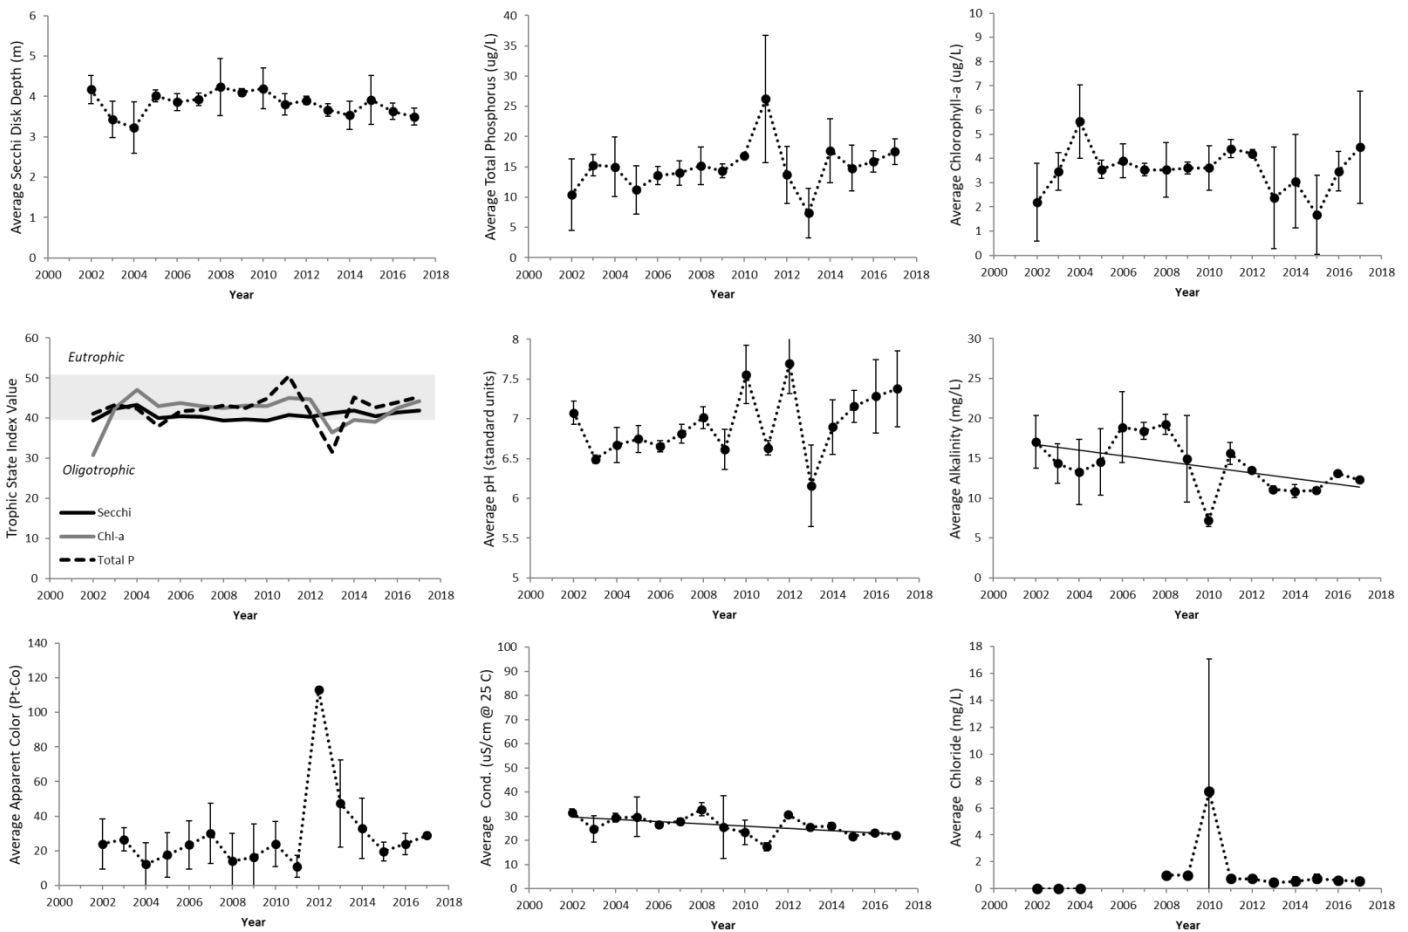 Average Secchi Disk Depth (m)
6
5
4
3
2
1
0
2000 2002 2004 2006 2008 2010 2012 2014 2016 2018
Year
Average Total Phosphorus (ug/L)
40
35
30
25
20
15
10
5
0
2000 2002 2004 2006 2008 2010 2012 2014 2016 2018
Year
Average Chlorophyll-a (ug/L)
10
9
8
7
6
5
4
3
2
1
0
2000 2002 2004 2006 2008 2010 2012 2014 2016 2018
Year
Trophic State Index Value
60
50
40
30
20
10
0
Eutrophic
Oligotrophic
Secchi
Chl-a
Total P
2000 2002 2004 2006 2008 2010 2012 2014 2016 2018
Year
Average pH (standard units)
8
7.5
7
6.5
6
5.5
5
2000 2002 2004 2006 2008 2010 2012 2014 2016 2018
Year
Average Alkalinity (mg/L)
30
25
20
15
10
5
0
2000 2002 2004 2006 2008 2010 2012 2014 2016 2018
Year
Average Apparent Color (Pt-Co)
140
120
100
80
60
40
20
0
2000 2002 2004 2006 2008 2010 2012 2014 2016 2018
Year
Average Cond. (uS/cm @ 25 C)
100
90
80
70
60
50
40
30
20
10
0
2000 2002 2004 2006 2008 2010 2012 2014 2016 2018
Year
Average Chloride (mg/L)
18
16
14
12
10
8
6
4
2
0
2000 2002 2004 2006 2008 2010 2012 2014 2016 2018
Year